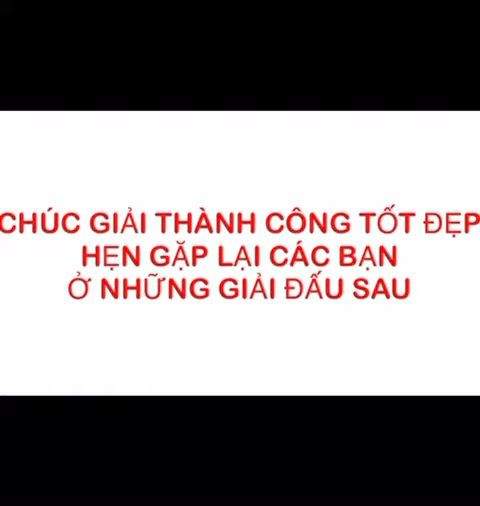 CHÚC GIẢI THÀNH CÔNG TỐT ĐẸP
HẸN GẶP LẠI CÁC BẠN
Ở NHỮNG GIẢI ĐẤU SAU